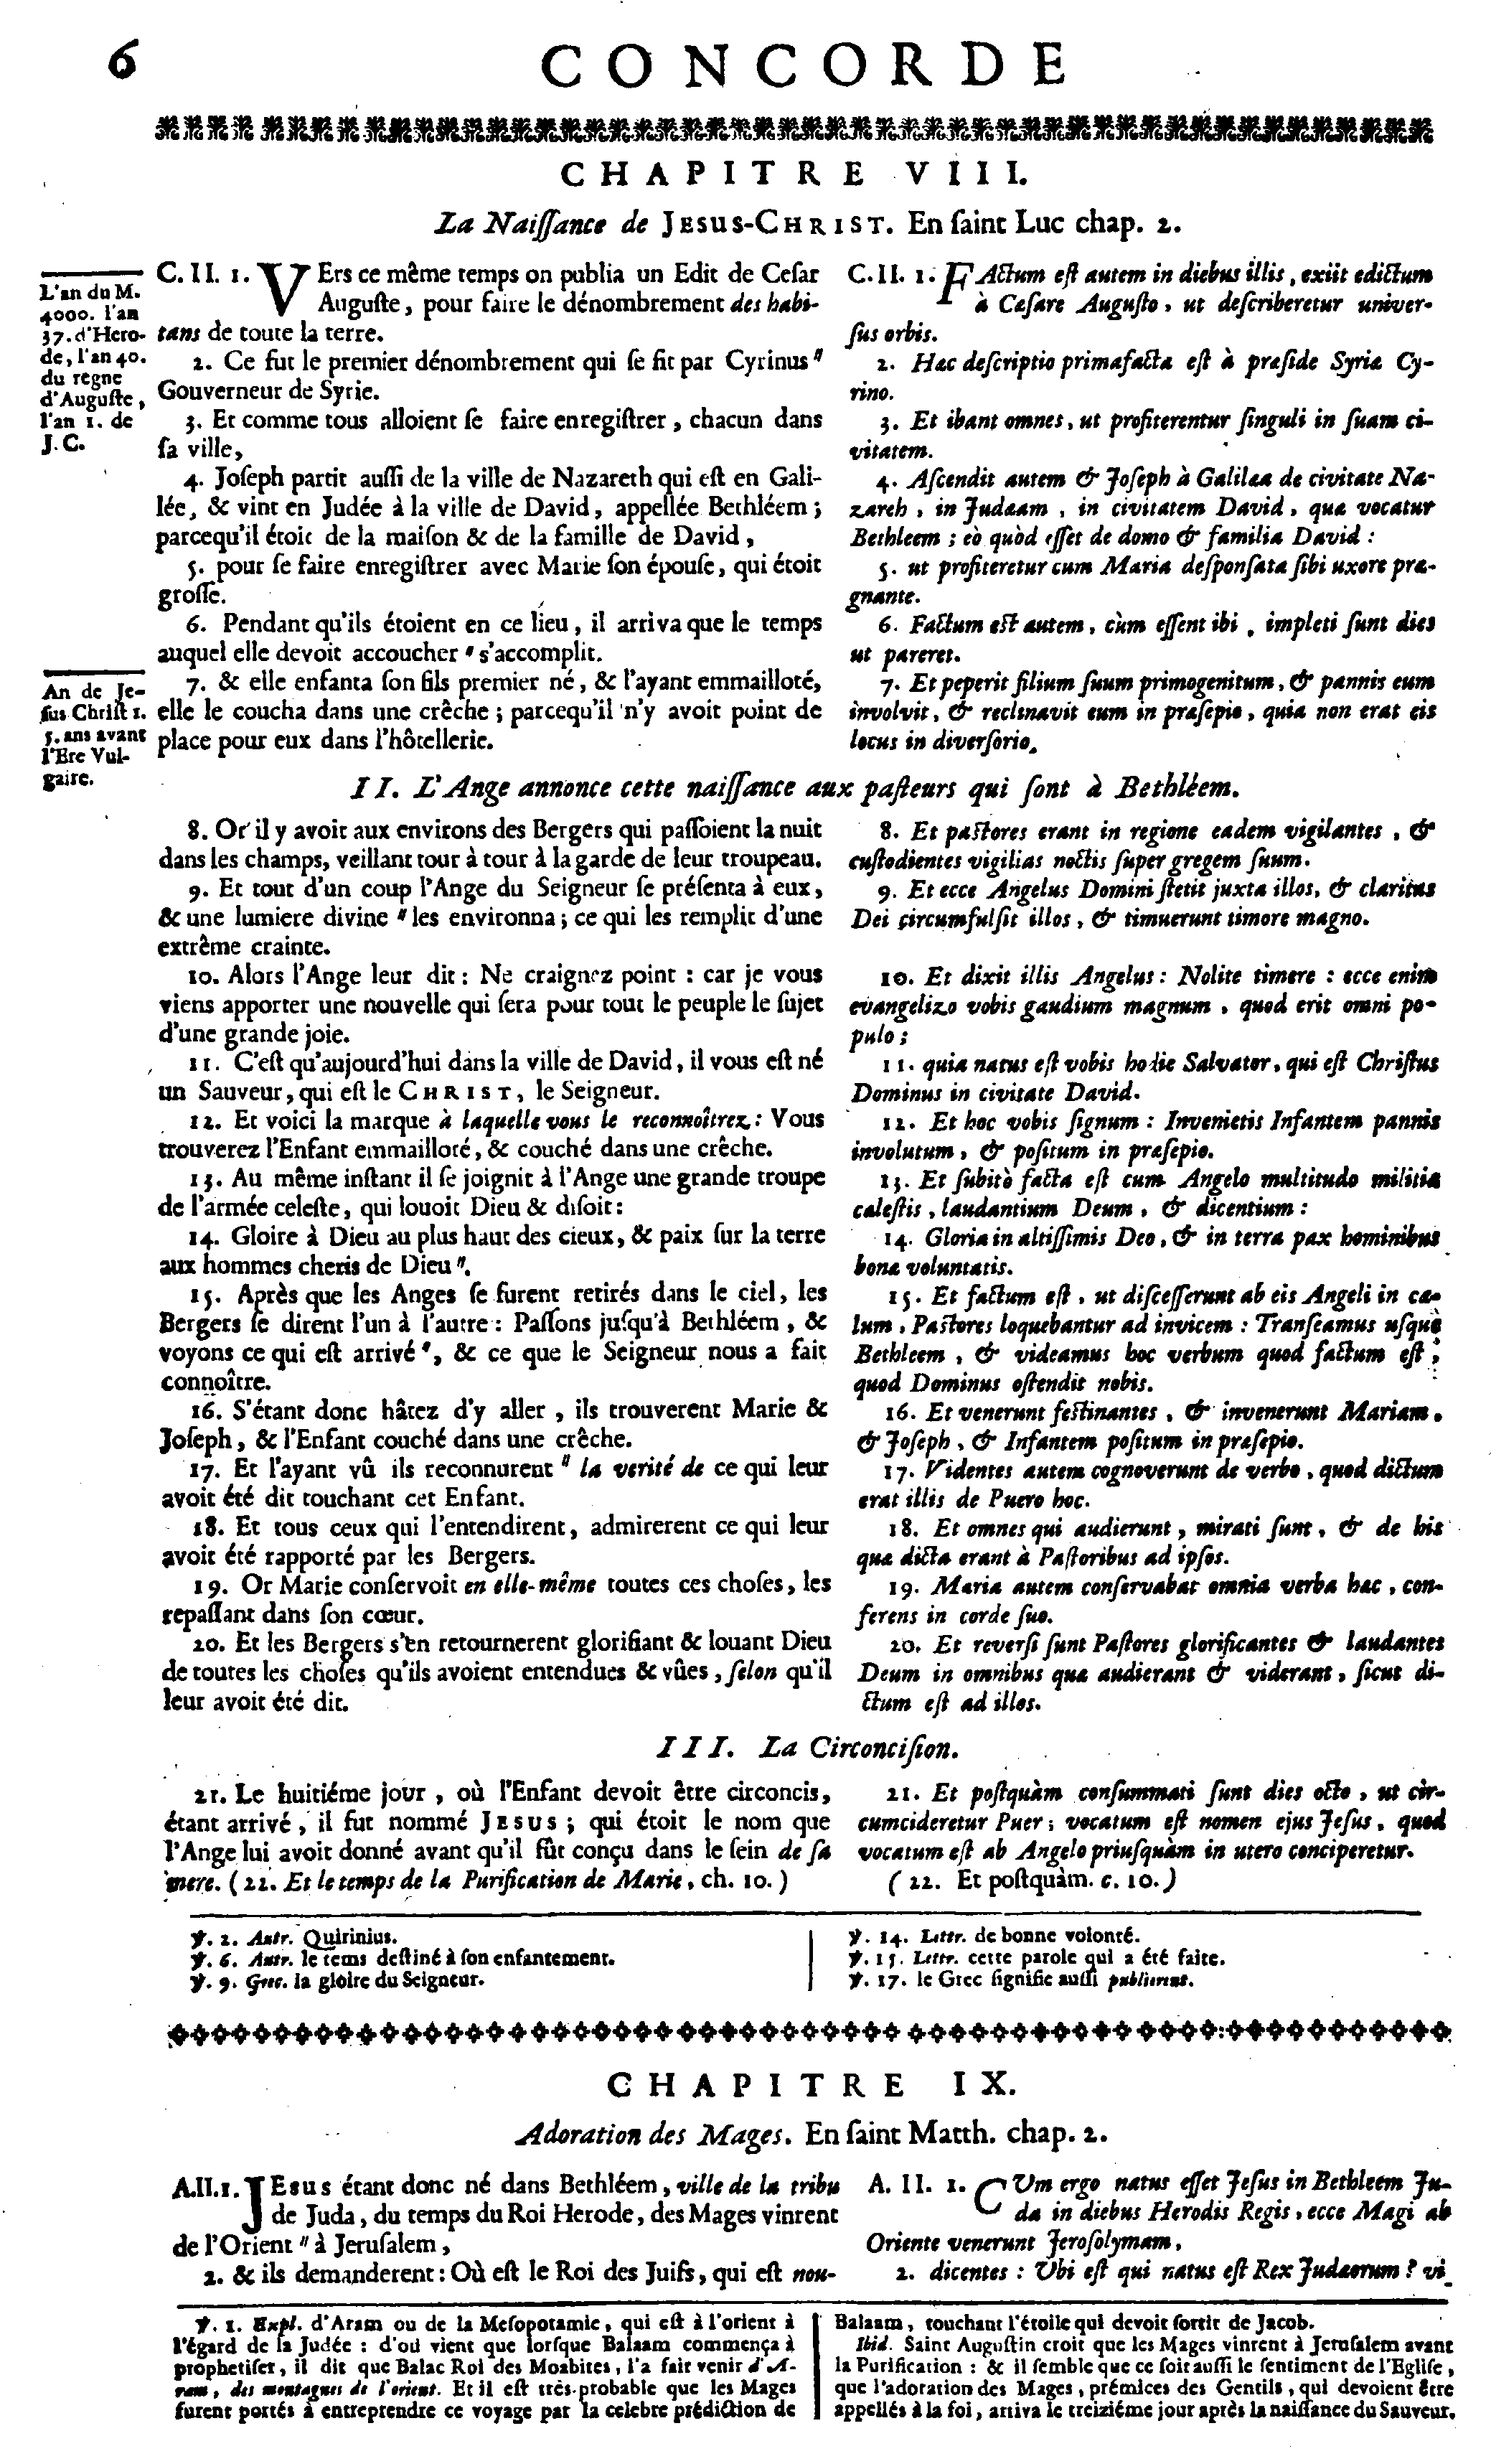 6
CONCORDE
CHAPITRE VIII.
La Naiſſance de JESUS-CHRIST. En ſaint Luc chap. 2.
L'an du M.
4000. l'an
37. d'Hero-
de, l'an 40.
du regne
d'Auguſte,
l'an 1. de
J. C.
C. II. 1. VErs ce même temps on publia un Edit de Ceſar
Auguſte, pour faire le dénombrement des habi-
tans de toute la terre.
2. Ce fut le premier dénombrement qui ſe fit par Cyrinus"
Gouverneur de Syrie.
3. Et comme tous alloient ſe faire enregiſtrer, chacun dans
ſa ville,
4. Joſeph partit auſſi de la ville de Nazareth qui eſt en Gali-
lée, & vint en Judée à la ville de David, appellée Bethléem;
parcequ'il étoit de la maiſon & de la famille de David,
5. pour ſe faire enregiſtrer avec Marie ſon épouſe, qui étoit
groſſe.
6. Pendant qu'ils étoient en ce lieu, il arriva que le temps
auquel elle devoit accoucher " s'accomplit.
An de Je-
ſus Chriſt 1.
5. ans avant
l'Ere Vul-
gaire.
7. & elle enfanta ſon fils premier né, & l'ayant emmailloté,
elle le coucha dans une crêche; parcequ'il n'y avoit point de
place pour eux dans l'hôtellerie.
C. II. 1. FActum eſt autem in diebus illis, exiit edictum
à Ceſare Auguſto, ut deſcriberetur univer-
ſus orbis.
2. Hæc deſcriptio prima facta eſt à præſide Syriæ Cy-
rino.
3. Et ibant omnes, ut profiterentur ſinguli in ſuam ci-
vitatem.
4. Aſcendit autem & Joſeph à Galilæa de civitate Na-
zareh, in Judæam, in civitatem David, quæ vocatur
Bethleem; eò quòd eſſet de domo & familia David:
5. ut profiteretur cum Maria deſponſata ſibi uxore præ-
gnante.
6. Factum eſt autem, cùm eſſent ibi, impleti ſunt dies
ut pareret.
7. Et peperit filium ſuum primogenitum, & pannis eum
involvit, & reclinavit eum in præſepio, quia non erat eis
locus in diverſorio.
II. L'Ange annonce cette naiſſance aux paſteurs qui ſont à Bethléem.
8. Or il y avoit aux environs des Bergers qui paſſoient la nuit
dans les champs, veillant tour à tour à la garde de leur troupeau.
9. Et tout d'un coup l'Ange du Seigneur ſe préſenta à eux,
& une lumiere divine " les environna; ce qui les remplit d'une
extrême crainte.
10. Alors l'Ange leur dit: Ne craignez point: car je vous
viens apporter une nouvelle qui ſera pour tout le peuple le ſujet
d'une grande joie.
11. C'eſt qu'aujourd'hui dans la ville de David, il vous eſt né
un Sauveur, qui eſt le CHRIST, le Seigneur.
12. Et voici la marque à laquelle vous le reconnoîtrez: Vous
trouverez l'Enfant emmailloté, & couché dans une crêche.
13. Au même inſtant il ſe joignit à l'Ange une grande troupe
de l'armée celeſte, qui louoit Dieu & diſoit:
14. Gloire à Dieu au plus haut des cieux, & paix ſur la terre
aux hommes cheris de Dieu ".
15. Après que les Anges ſe furent retirés dans le ciel, les
Bergers ſe dirent l'un à l'autre: Paſſons juſqu'à Bethléem, &
voyons ce qui eſt arrivé ", & ce que le Seigneur nous a fait
connoître.
16. S'étant donc hâtez d'y aller, ils trouverent Marie &
Joſeph, & l'Enfant couché dans une crêche.
17. Et l'ayant vû ils reconnurent " la verité de ce qui leur
avoit été dit touchant cet Enfant.
18. Et tous ceux qui l'entendirent, admirerent ce qui leur
avoit été rapporté par les Bergers.
19. Or Marie conſervoit en elle-même toutes ces choſes, les
repaſſant dans ſon cœur.
20. Et les Bergers s'en retournerent glorifiant & louant Dieu
de toutes les choſes qu'ils avoient entendues & vûes, ſelon qu'il
leur avoit été dit.
8. Et paſtores erant in regione eadem vigilantes, &
cuſtodientes vigilias noctis ſuper gregem ſuum.
9. Et ecce Angelus Domini ſtetit juxta illos, & claritas
Dei circumfulſit illos, & timuerunt timore magno.
10. Et dixit illis Angelus: Nolite timere: ecce enim
evangelizo vobis gaudium magnum, quod erit omni po-
pulo;
11. quia natus eſt vobis hodie Salvator, qui eſt Chriſtus
Dominus in civitate David.
12. Et hoc vobis ſignum: Invenietis Infantem pannis
involutum, & poſitum in præſepio.
13. Et ſubitò facta eſt cum Angelo multitudo militiæ
cæleſtis, laudantium Deum, & dicentium:
14. Gloria in altiſſimis Deo, & in terra pax hominibus
bonæ voluntatis.
15. Et factum eſt, ut diſceſſerunt ab eis Angeli in cæ-
lum, Paſtores loquebantur ad invicem: Tranſeamus uſque
Bethleem, & videamus hoc verbum quod factum eſt,
quod Dominus oſtendit nobis.
16. Et venerunt feſtinantes, & invenerunt Mariam,
& Joſeph, & Infantem poſitum in præſepio.
17. Videntes autem cognoverunt de verbo, quod dictum
erat illis de Puero hoc.
18. Et omnes qui audierunt, mirati ſunt, & de his
quæ dicta erant à Paſtoribus ad ipſos.
19. Maria autem conſervabat omnia verba hæc, con-
ferens in corde ſuo.
20. Et reverſi ſunt Paſtores glorificantes & laudantes
Deum in omnibus quæ audierant & viderant, ſicut di-
ctum eſt ad illos.
III. La Circonciſion.
21. Le huitiéme jour, où l'Enfant devoit être circoncis,
étant arrivé, il fut nommé JESUS; qui étoit le nom que
l'Ange lui avoit donné avant qu'il fût conçu dans le ſein de ſa
mere. (22. Et le temps de la Purification de Marie, ch. 10.)
21. Et poſtquàm conſummati ſunt dies octo, ut cir-
cumcideretur Puer; vocatum eſt nomen ejus Jeſus, quod
vocatum eſt ab Angelo priuſquàm in utero conciperetur.
(22. Et poſtquàm. c. 10.)
℣. 2. Autr. Quirinius.
℣. 6. Autr. le tems deſtiné à ſon enfantement.
℣. 9. Grec. la gloire du Seigneur.
℣. 14. Lettr. de bonne volonté.
℣. 15. Lettr. cette parole qui a été faite.
℣. 17. le Grec ſignifie auſſi publierent.
CHAPITRE IX.
Adoration des Mages. En ſaint Matth. chap. 2.
A. II. 1. JEsus étant donc né dans Bethléem, ville de la tribu
de Juda, du temps du Roi Herode, des Mages vinrent
de l'Orient " à Jeruſalem,
2. & ils demanderent: Où eſt le Roi des Juifs, qui eſt nou-
A. II. 1. CUm ergo natus eſſet Jeſus in Bethleem Ju-
da in diebus Herodis Regis, ecce Magi ab
Oriente venerunt Jeroſolymam,
2. dicentes: Ubi eſt qui natus eſt Rex Judæorum? vi-
℣. 1. Expl. d'Aram ou de la Meſopotamie, qui eſt à l'orient à
l'égard de la Judée: d'où vient que lorſque Balaam commença à
prophetiſer, il dit que Balac Roi des Moabites, l'a fait venir d'A-
ram, des montagnes de l'orient. Et il eſt très-probable que les Mages
furent portés à entreprendre ce voyage par la celebre prédiction de
Balaam, touchant l'étoile qui devoit ſortir de Jacob.
Ibid. Saint Auguſtin croit que les Mages vinrent à Jeruſalem avant
la Purification: & il ſemble que ce ſoit auſſi le ſentiment de l'Egliſe,
que l'adoration des Mages, prémices des Gentils, qui devoient être
appellés à la foi, arriva le treiziéme jour après la naiſſance du Sauveur.